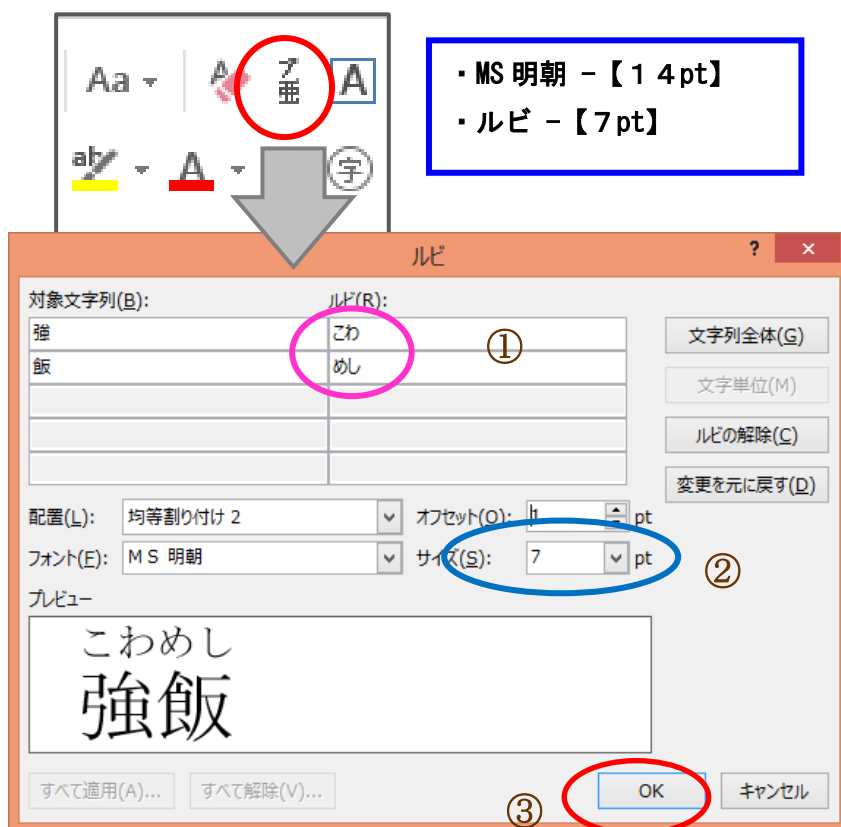 Aa
ア亜
A
・MS 明朝 －【１４pt】
・ルビ －【７pt】
ab
A
字
ルビ
?
×
対象文字列(B):
ルビ(R):
強
こわ
①
文字列全体(G)
飯
めし
文字単位(M)
ルビの解除(C)
変更を元に戻す(D)
配置(L):
均等割り付け 2
オフセット(O):
1
pt
フォント(F):
ＭＳ 明朝
サイズ(S):
7
pt
②
プレビュー
こわめし
強飯
すべて適用(A)...
すべて解除(V)...
③
OK
キャンセル